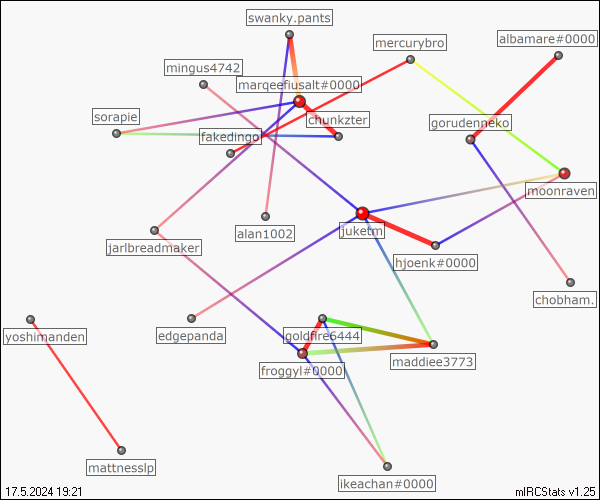 swanky.pants
albamare#0000
mercurybro
mingus4742
marqeefiusalt#0000
sorapie
chunkzter
gorudenneko
fakedingo
moonraven
alan1002
juketm
jarlbreadmaker
hjoenk#0000
chobham.
yoshimanden
edgepanda
goldfire6444
maddiee3773
froggyl#0000
mattnesslp
ikeachan#0000
17.5.2024 19:21
mIRCStats v1.25